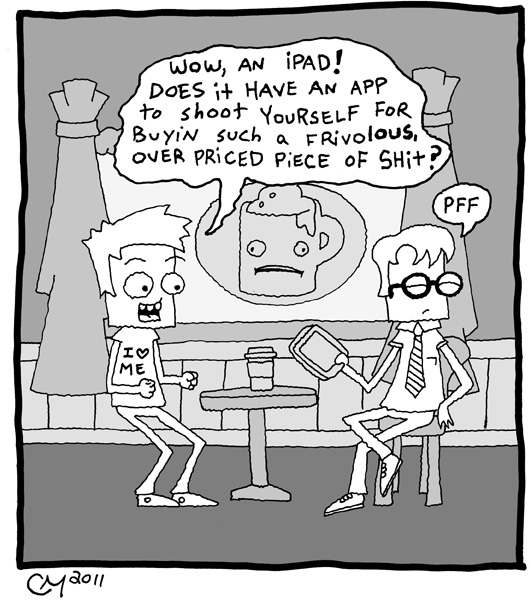 WOW, AN iPAD!
DOES it HAVE AN APP
to shoot YOURSELF FOR
BUYIN such a FRIVOLOUS,
OVER PRICED PiECE OF SHit?
PFF
I ♥
ME
CM 2011